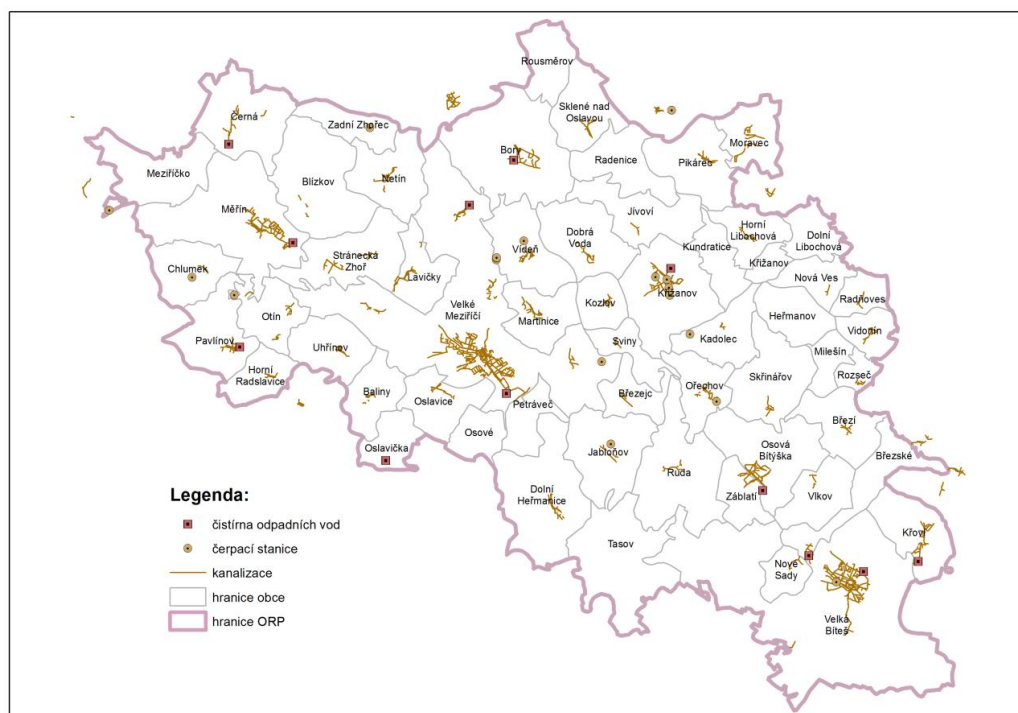 Rousměrov
Sklené nad
Oslavou
Černá
Zadní Zhořec
Moravec
Bory
Radenice
Pikárec
Meziříčko
Blízkov
Netín
Měřín
Jívoví
Horní
Libochová
Dolní
Libochová
Dobrá
Voda
Vídeň
Kundratice
Stránecká
Zhoř
Křižanov
Chlumek
Lavičky
Nová Ves
Křižanov
Radňoves
Velké
Meziříčí
Kozlov
Otín
Martinice
Heřmanov
Vidonín
Pavlínov
Uhřínov
Sviny
Kadolec
Milešín
Horní
Radslavice
Skřinářov
Rozseč
Baliny
Oslavice
Petráveč
Březejc
Ořechov
Březí
Oslavička
Osové
Jabloňov
Osová
Bítýška
Březské
Ruda
Dolní
Heřmanice
Záblatí
Vlkov
Křoví
Tasov
Nové
Sady
Velká
Bíteš
Legenda:
čistírna odpadních vod
čerpací stanice
kanalizace
hranice obce
hranice ORP